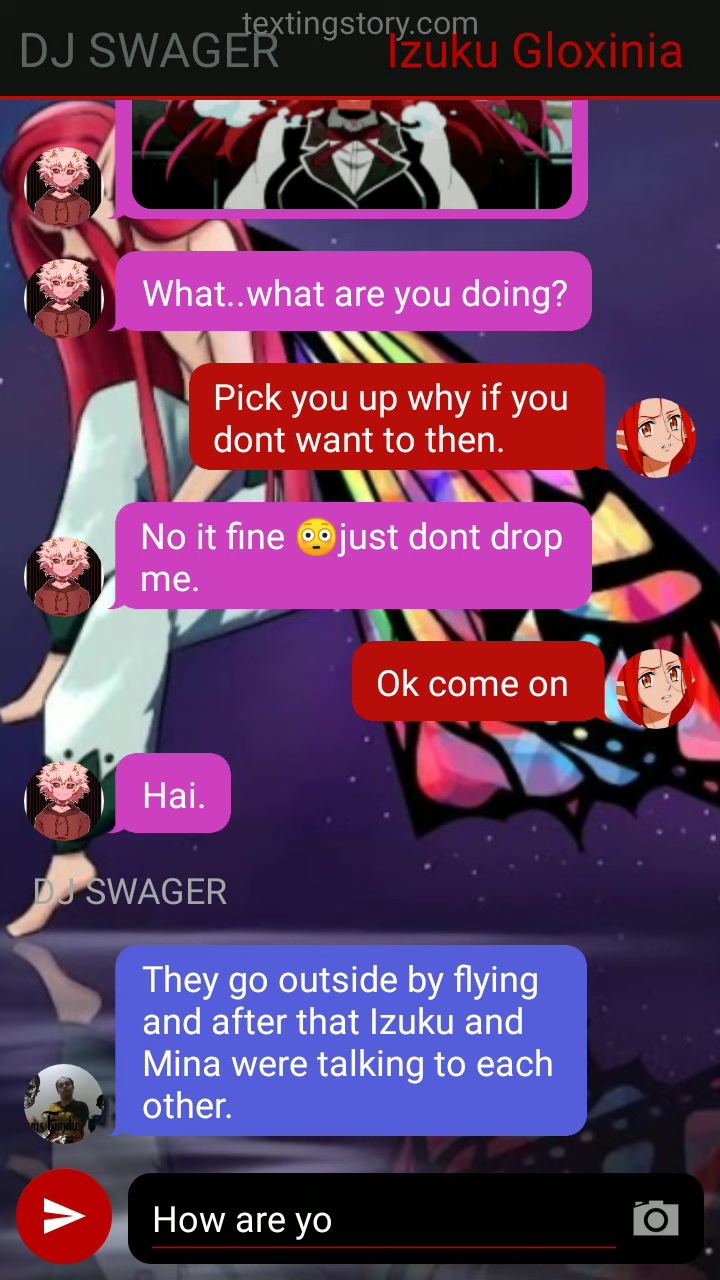 textingstory.com
DJ SWAGER
Izuku Gloxinia
What..what are you doing?
Pick you up why if you
dont want to then.
No it fine 😳just dont drop
me.
Ok come on
Hai.
DJ SWAGER
They go outside by flying
and after that Izuku and
Mina were talking to each
other.
How are yo